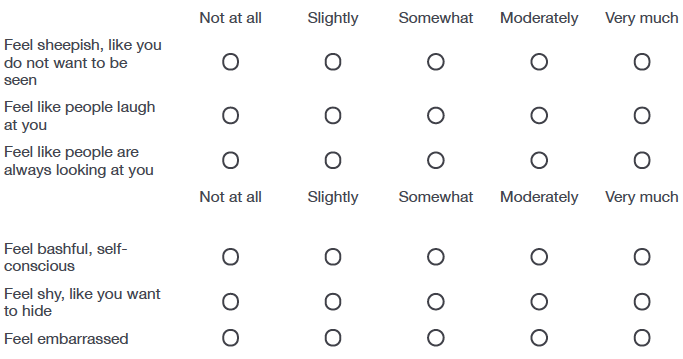 Not at all Slightly Somewhat Moderately Very much
Feel sheepish, like you
do not want to be
seen
Feel like people laugh
at you
Feel like people are
always looking at you
Not at all Slightly Somewhat Moderately Very much
Feel bashful, self-
conscious
Feel shy, like you want
to hide
Feel embarrassed